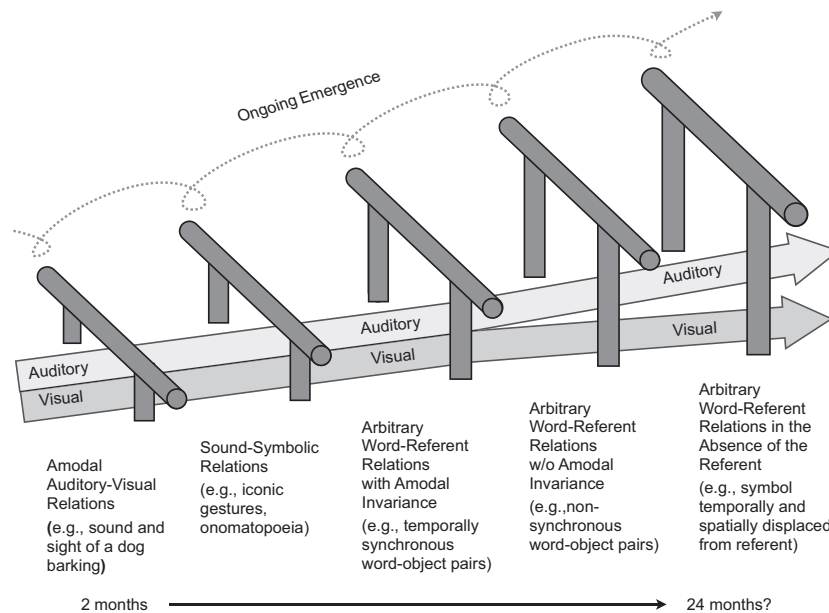 Ongoing Emergence
Auditory
Visual
Auditory
Visual
Auditory
Visual
Amodal
Auditory-Visual
Relations
(e.g., sound and
sight of a dog
barking)
Sound-Symbolic
Relations
(e.g., iconic
gestures,
onomatopoeia)
Arbitrary
Word-Referent
Relations
with Amodal
Invariance
(e.g., temporally
synchronous
word-object pairs)
Arbitrary
Word-Referent
Relations
w/o Amodal
Invariance
(e.g.,non-
synchronous
word-object pairs)
Arbitrary
Word-Referent
Relations in the
Absence of the
Referent
(e.g., symbol
temporally and
spatially displaced
from referent)
2 months
24 months?